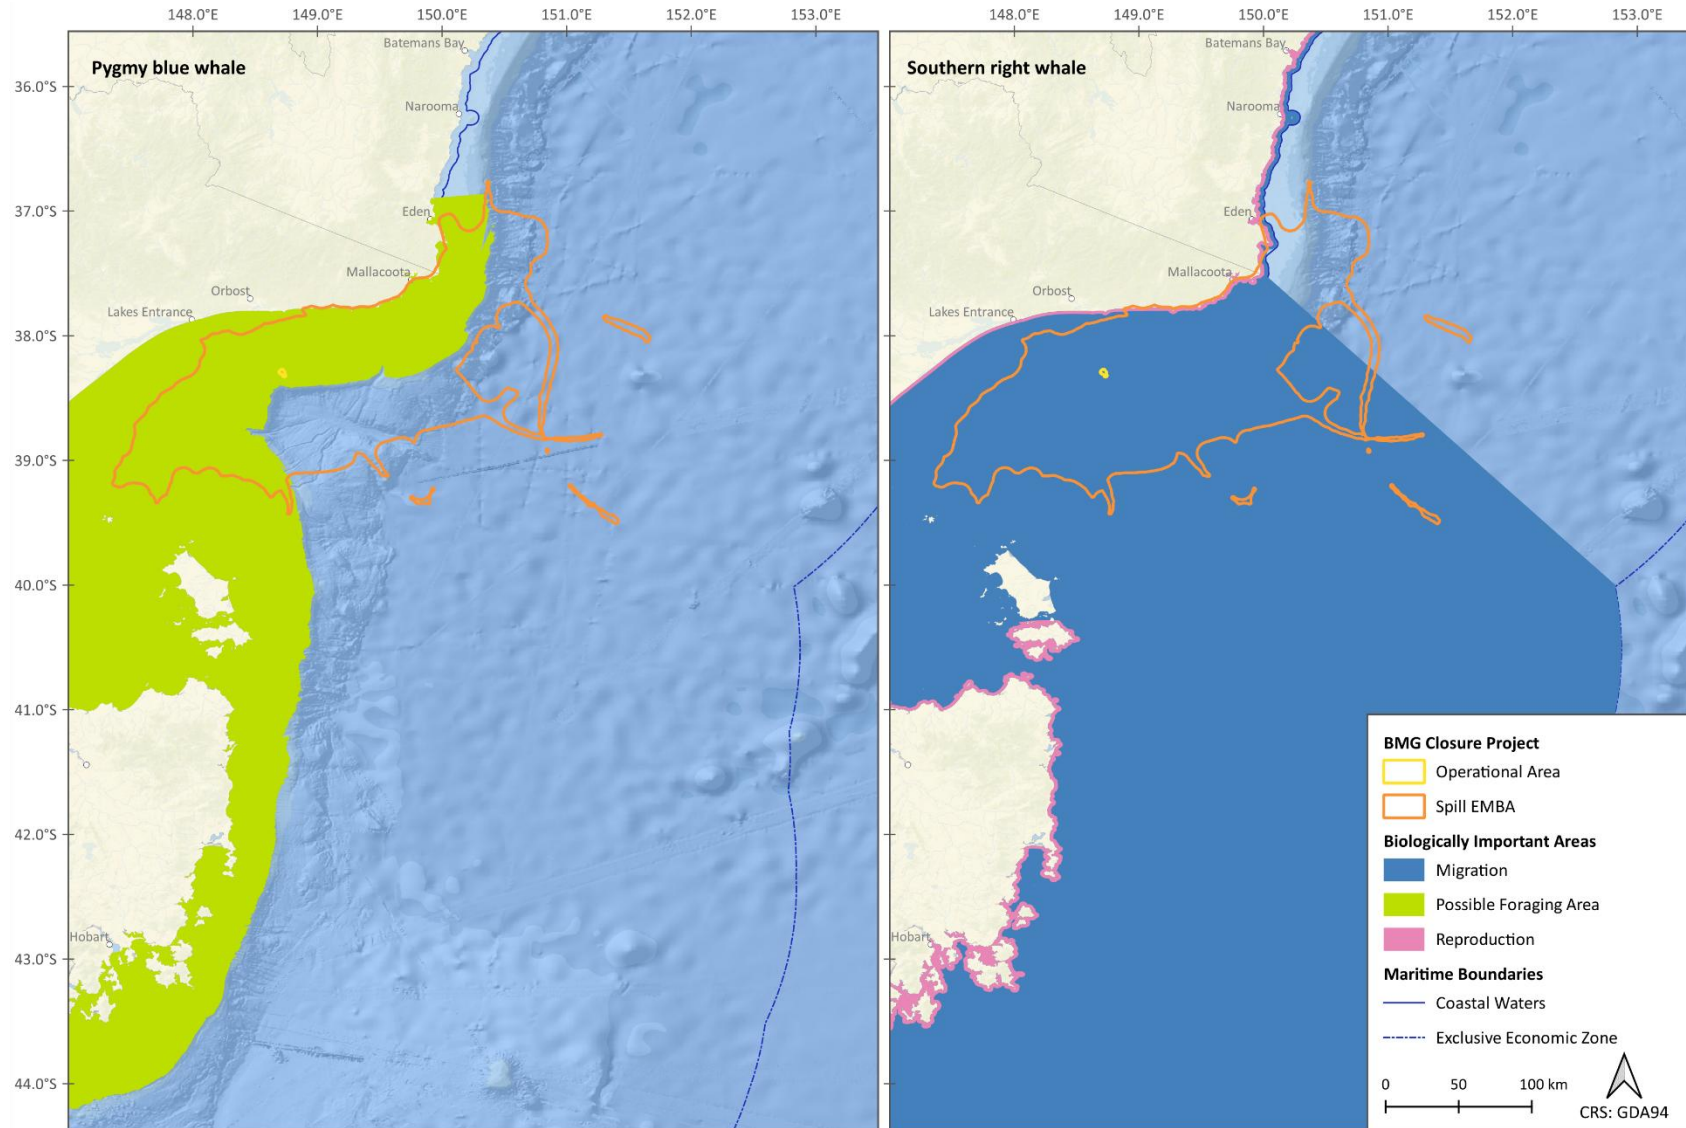 148.0°E 149.0°E 150.0°E 151.0°E 152.0°E 153.0°E
148.0°E 149.0°E 150.0°E 151.0°E 152.0°E 153.0°E
Pygmy blue whale
Batemans Bay
36.0°S
Narooma
37.0°S
Eden
Mallacoota
Orbost
Lakes Entrance
38.0°S
39.0°S
40.0°S
41.0°S
42.0°S
Hobart
43.0°S
44.0°S
Southern right whale
Batemans Bay
Narooma
Eden
Mallacoota
Orbost
Lakes Entrance
Hobart
BMG Closure Project
Operational Area
Spill EMBA
Biologically Important Areas
Migration
Possible Foraging Area
Reproduction
Maritime Boundaries
Coastal Waters
Exclusive Economic Zone
0 50 100 km
CRS: GDA94